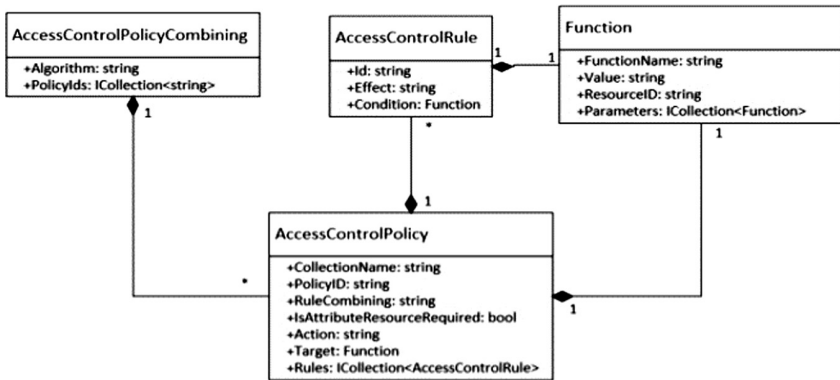 AccessControlPolicyCombining
+Algorithm: string
+PolicyIds: ICollection<string>
1
*
AccessControlRule
+Id: string
+Effect: string
+Condition: Function
1
1
*
1
Function
+FunctionName: string
+Value: string
+ResourceID: string
+Parameters: ICollection<Function>
1
1
AccessControlPolicy
+CollectionName: string
+PolicyID: string
+RuleCombining: string
+IsAttributeResourceRequired: bool
+Action: string
+Target: Function
+Rules: ICollection<AccessControlRule>